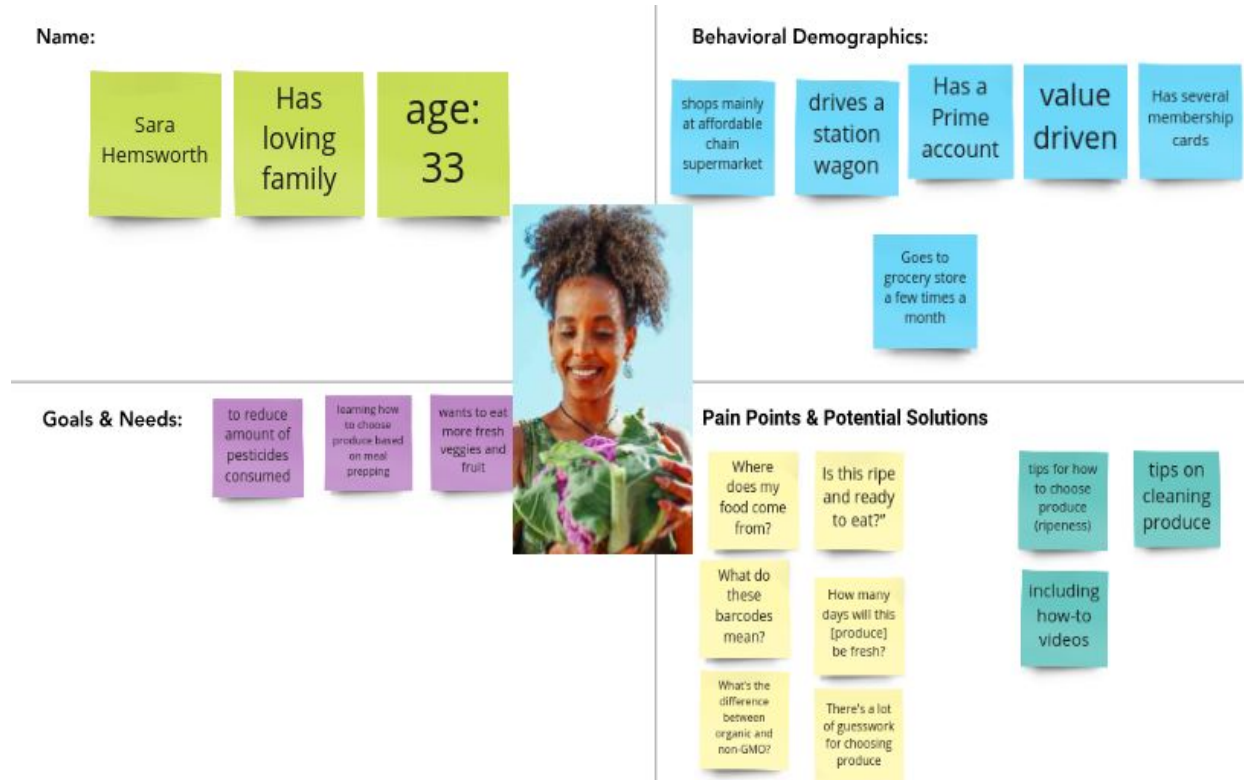 Name:
Sara
Hemsworth
Has
loving
family
age:
33
Behavioral Demographics:
shops mainly
at affordable
chain
supermarket
drives a
station
wagon
Has a
Prime
account
value
driven
Has several
membership
cards
Goes to
grocery store
a few times a
month
Goals & Needs:
to reduce
amount of
pesticides
consumed
learning how
to choose
produce based
on meal
prepping
wants to eat
more fresh
veggies and
fruit
Pain Points & Potential Solutions
Where
does my
food come
from?
Is this ripe
and ready
to eat?"
What do
these
barcodes
mean?
How many
days will this
[produce]
be fresh?
What's the
difference
between
organic and
non-GMO?
There's a lot
of guesswork
for choosing
produce
tips for how
to choose
produce
(ripeness)
tips on
cleaning
produce
including
how-to
videos